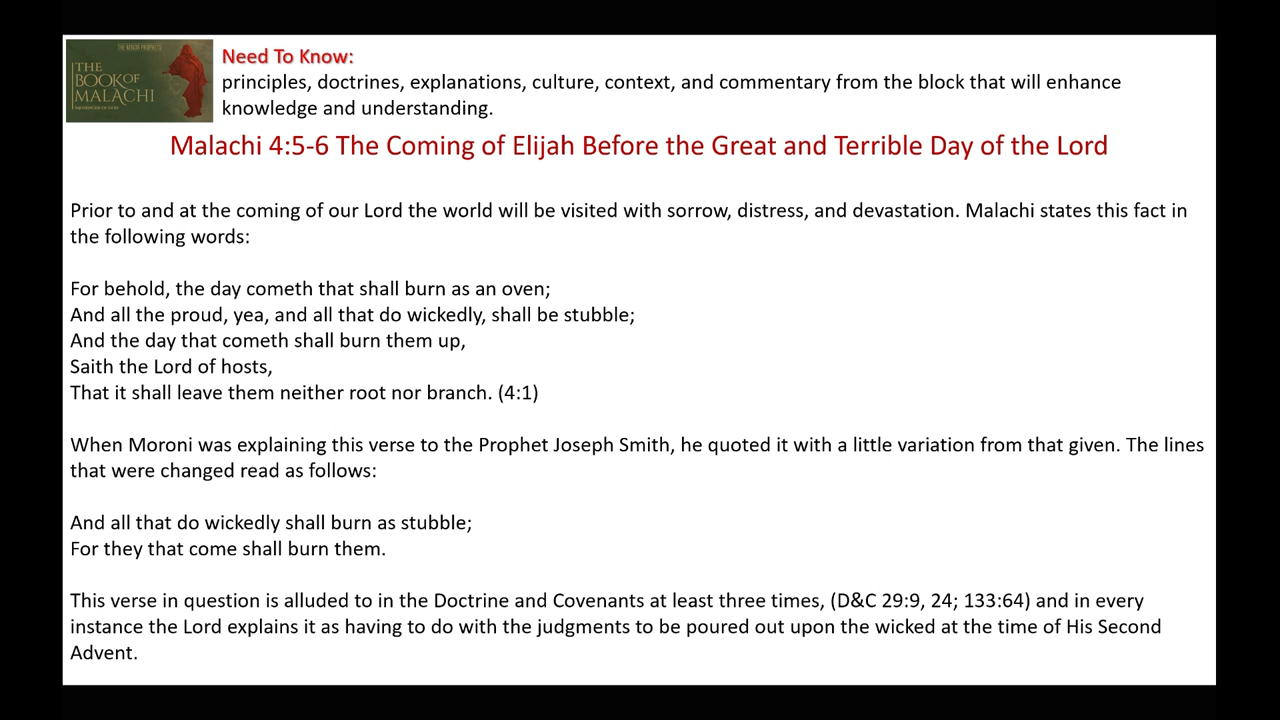 THE MINOR PROPHETS
THE
BOOK OF
MALACHI
MESSENGER OF GOD
Need To Know:
principles, doctrines, explanations, culture, context, and commentary from the block that will enhance
knowledge and understanding.
Malachi 4:5-6 The Coming of Elijah Before the Great and Terrible Day of the Lord
Prior to and at the coming of our Lord the world will be visited with sorrow, distress, and devastation. Malachi states this fact in
the following words:
For behold, the day cometh that shall burn as an oven;
And all the proud, yea, and all that do wickedly, shall be stubble;
And the day that cometh shall burn them up,
Saith the Lord of hosts,
That it shall leave them neither root nor branch. (4:1)
When Moroni was explaining this verse to the Prophet Joseph Smith, he quoted it with a little variation from that given. The lines
that were changed read as follows:
And all that do wickedly shall burn as stubble;
For they that come shall burn them.
This verse in question is alluded to in the Doctrine and Covenants at least three times, (D&C 29:9, 24; 133:64) and in every
instance the Lord explains it as having to do with the judgments to be poured out upon the wicked at the time of His Second
Advent.